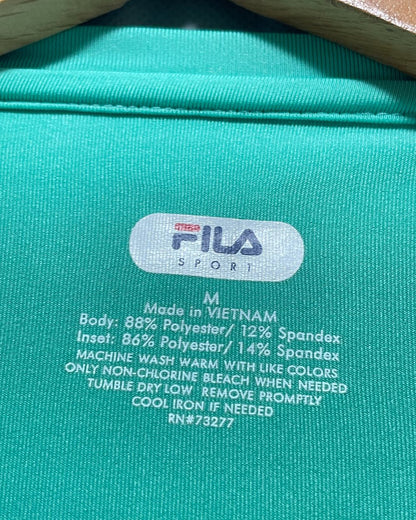 FILA
SPORT
M
Made in VIETNAM
Body: 88% Polyester/ 12% Spandex
Inset: 86% Polyester/ 14% Spandex
MACHINE WASH WARM WITH LIKE COLORS
ONLY NON-CHLORINE BLEACH WHEN NEEDED
TUMBLE DRY LOW REMOVE PROMPTLY
COOL IRON IF NEEDED
RN#73277